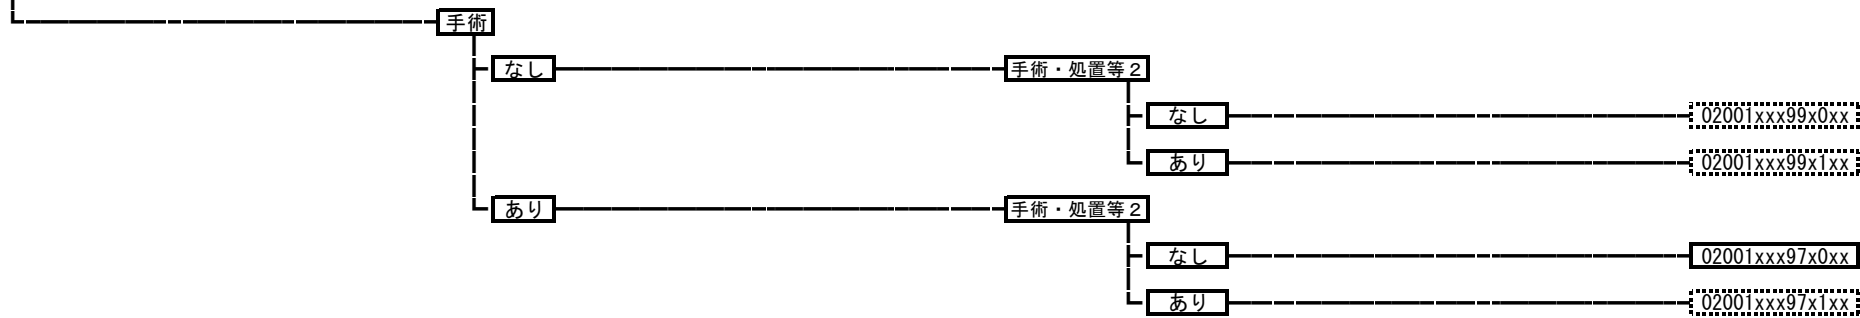 手術
なし 手術・処置等２
なし 02001xxx99x0xx
あり 02001xxx99x1xx
あり 手術・処置等２
なし 02001xxx97x0xx
あり 02001xxx97x1xx